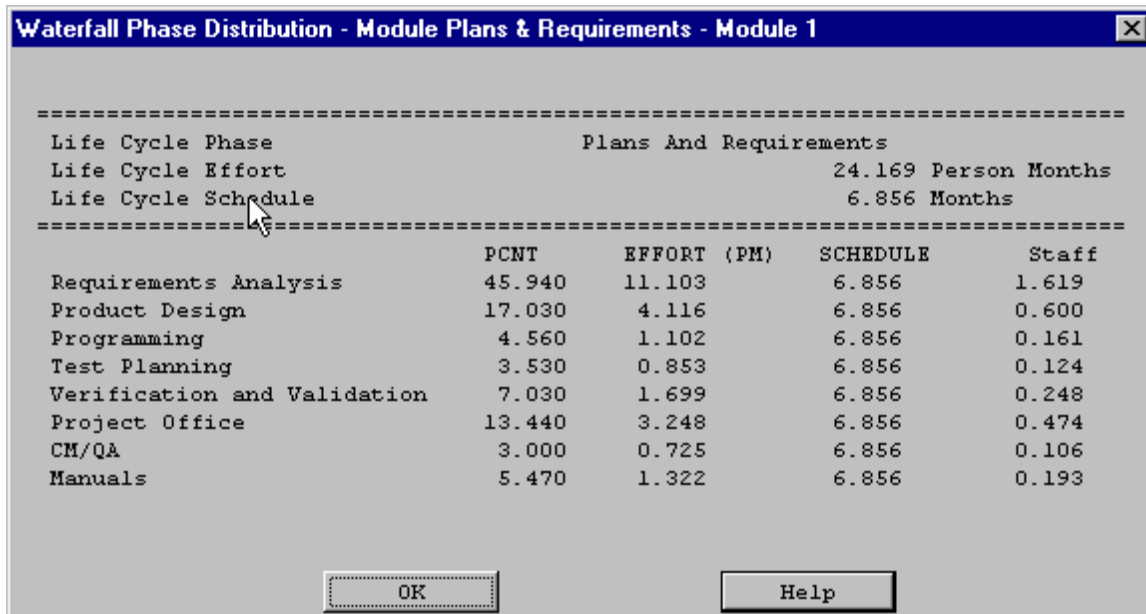 Waterfall Phase Distribution - Module Plans & Requirements - Module 1
===============================================================================
Life Cycle Phase Plans And Requirements
Life Cycle Effort 24.169 Person Months
Life Cycle Schedule 6.856 Months
===============================================================================
PCNT EFFORT (PM) SCHEDULE Staff
Requirements Analysis 45.940 11.103 6.856 1.619
Product Design 17.030 4.116 6.856 0.600
Programming 4.560 1.102 6.856 0.161
Test Planning 3.530 0.853 6.856 0.124
Verification and Validation 7.030 1.699 6.856 0.248
Project Office 13.440 3.248 6.856 0.474
CM/QA 3.000 0.725 6.856 0.106
Manuals 5.470 1.322 6.856 0.193
OK Help